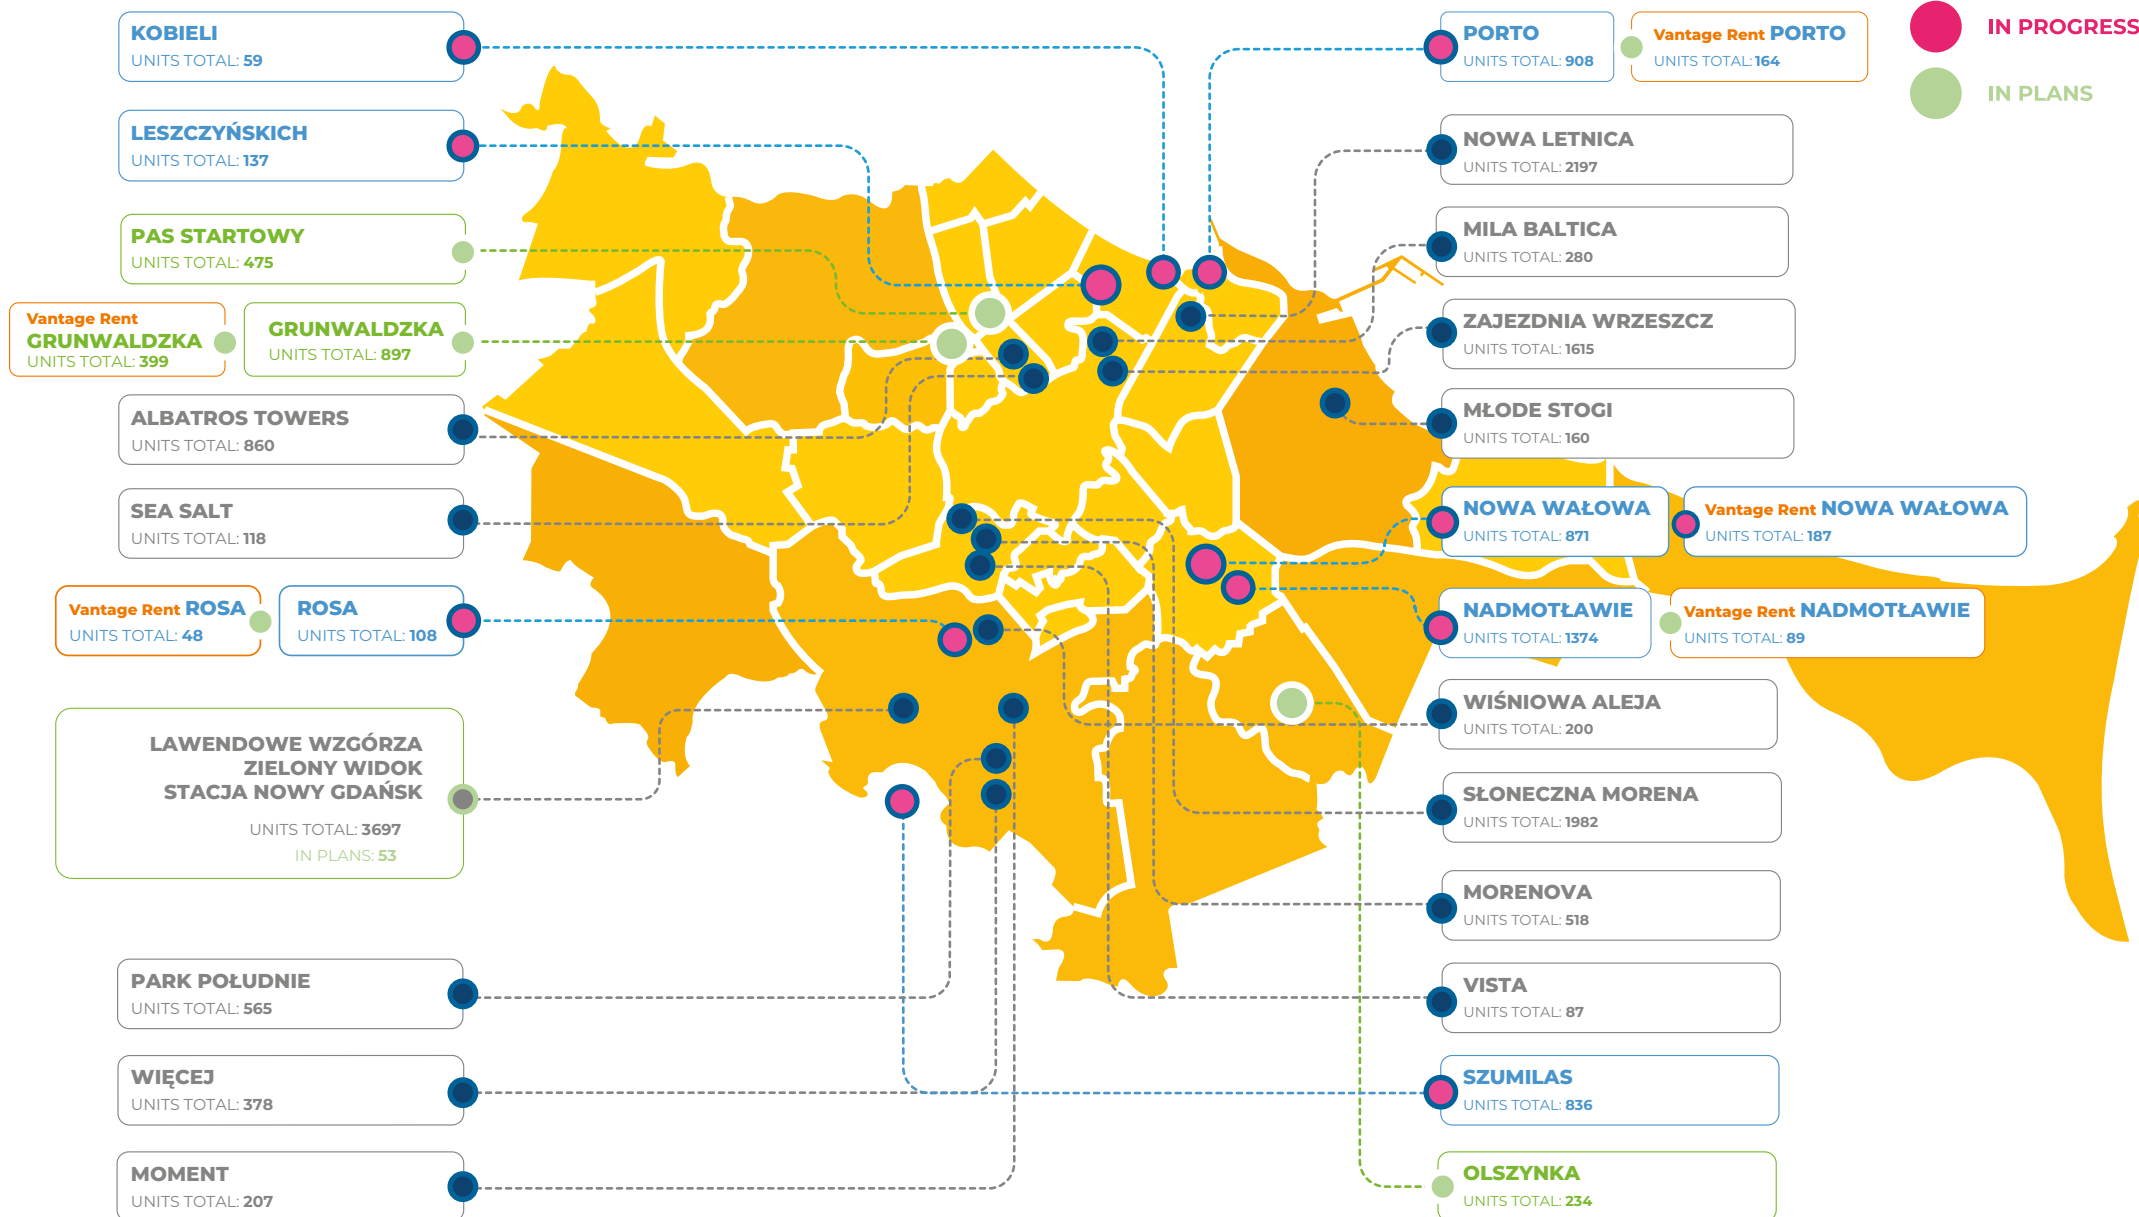 KOBIELI
UNITS TOTAL: 59
LESZCZYŃSKICH
UNITS TOTAL: 137
PAS STARTOWY
UNITS TOTAL: 475
Vantage Rent
GRUNWALDZKA
UNITS TOTAL: 399
GRUNWALDZKA
UNITS TOTAL: 897
ALBATROS TOWERS
UNITS TOTAL: 860
SEA SALT
UNITS TOTAL: 118
Vantage Rent ROSA
UNITS TOTAL: 48
ROSA
UNITS TOTAL: 108
LAWENDOWE WZGÓRZA
ZIELONY WIDOK
STACJA NOWY GDAŃSK
UNITS TOTAL: 3697
IN PLANS: 53
PARK POŁUDNIE
UNITS TOTAL: 565
WIĘCEJ
UNITS TOTAL: 378
MOMENT
UNITS TOTAL: 207
PORTO
UNITS TOTAL: 908
Vantage Rent PORTO
UNITS TOTAL: 164
IN PROGRESS
IN PLANS
NOWA LETNICA
UNITS TOTAL: 2197
MILA BALTICA
UNITS TOTAL: 280
ZAJEZDNIA WRZESZCZ
UNITS TOTAL: 1615
MŁODE STOGI
UNITS TOTAL: 160
NOWA WAŁOWA
UNITS TOTAL: 871
Vantage Rent NOWA WAŁOWA
UNITS TOTAL: 187
NADMOTŁAWIE
UNITS TOTAL: 1374
Vantage Rent NADMOTŁAWIE
UNITS TOTAL: 89
WIŚNIOWA ALEJA
UNITS TOTAL: 200
SŁONECZNA MORENA
UNITS TOTAL: 1982
MORENOVA
UNITS TOTAL: 518
VISTA
UNITS TOTAL: 87
SZUMILAS
UNITS TOTAL: 836
OLSZYNKA
UNITS TOTAL: 234